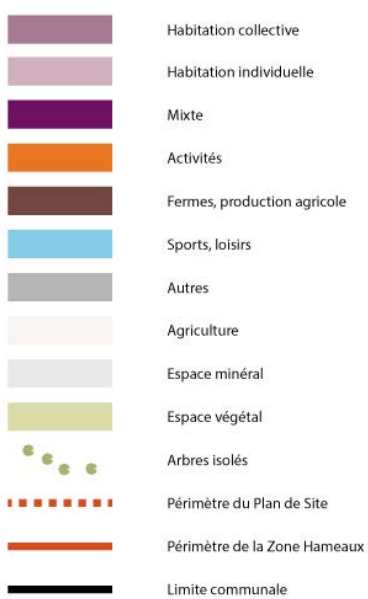 Habitation collective
Habitation individuelle
Mixte
Activités
Fermes, production agricole
Sports, loisirs
Autres
Agriculture
Espace minéral
Espace végétal
Arbres isolés
Périmètre du Plan de Site
Périmètre de la Zone Hameaux
Limite communale